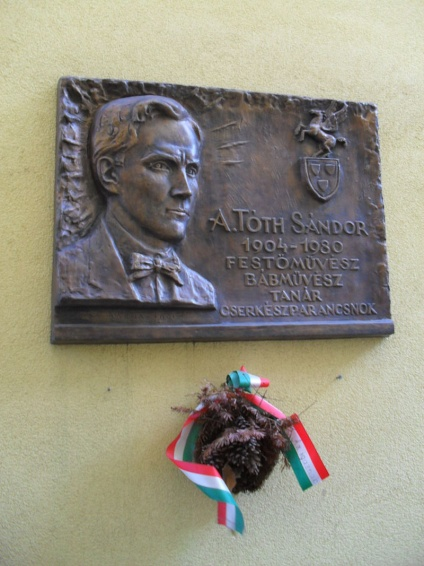 A. TÓTH SÁNDOR
1904-1980
FESTŐMŰVÉSZ
BÁBMŰVÉSZ
TANÁR
CSERKÉSZPARANCSNOK